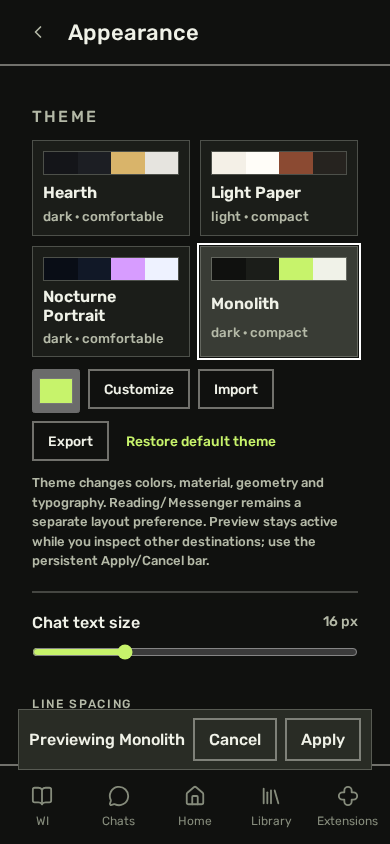 Appearance
THEME
Hearth
dark • comfortable
Light Paper
light • compact
Nocturne
Portrait
dark • comfortable
Monolith
dark • compact
Customize
Import
Export
Restore default theme
Theme changes colors, material, geometry and
typography. Reading/Messenger remains a
separate layout preference. Preview stays active
while you inspect other destinations; use the
persistent Apply/Cancel bar.
Chat text size
16 px
LINE SPACING
Previewing Monolith
Cancel
Apply
WI
Chats
Home
Library
Extensions